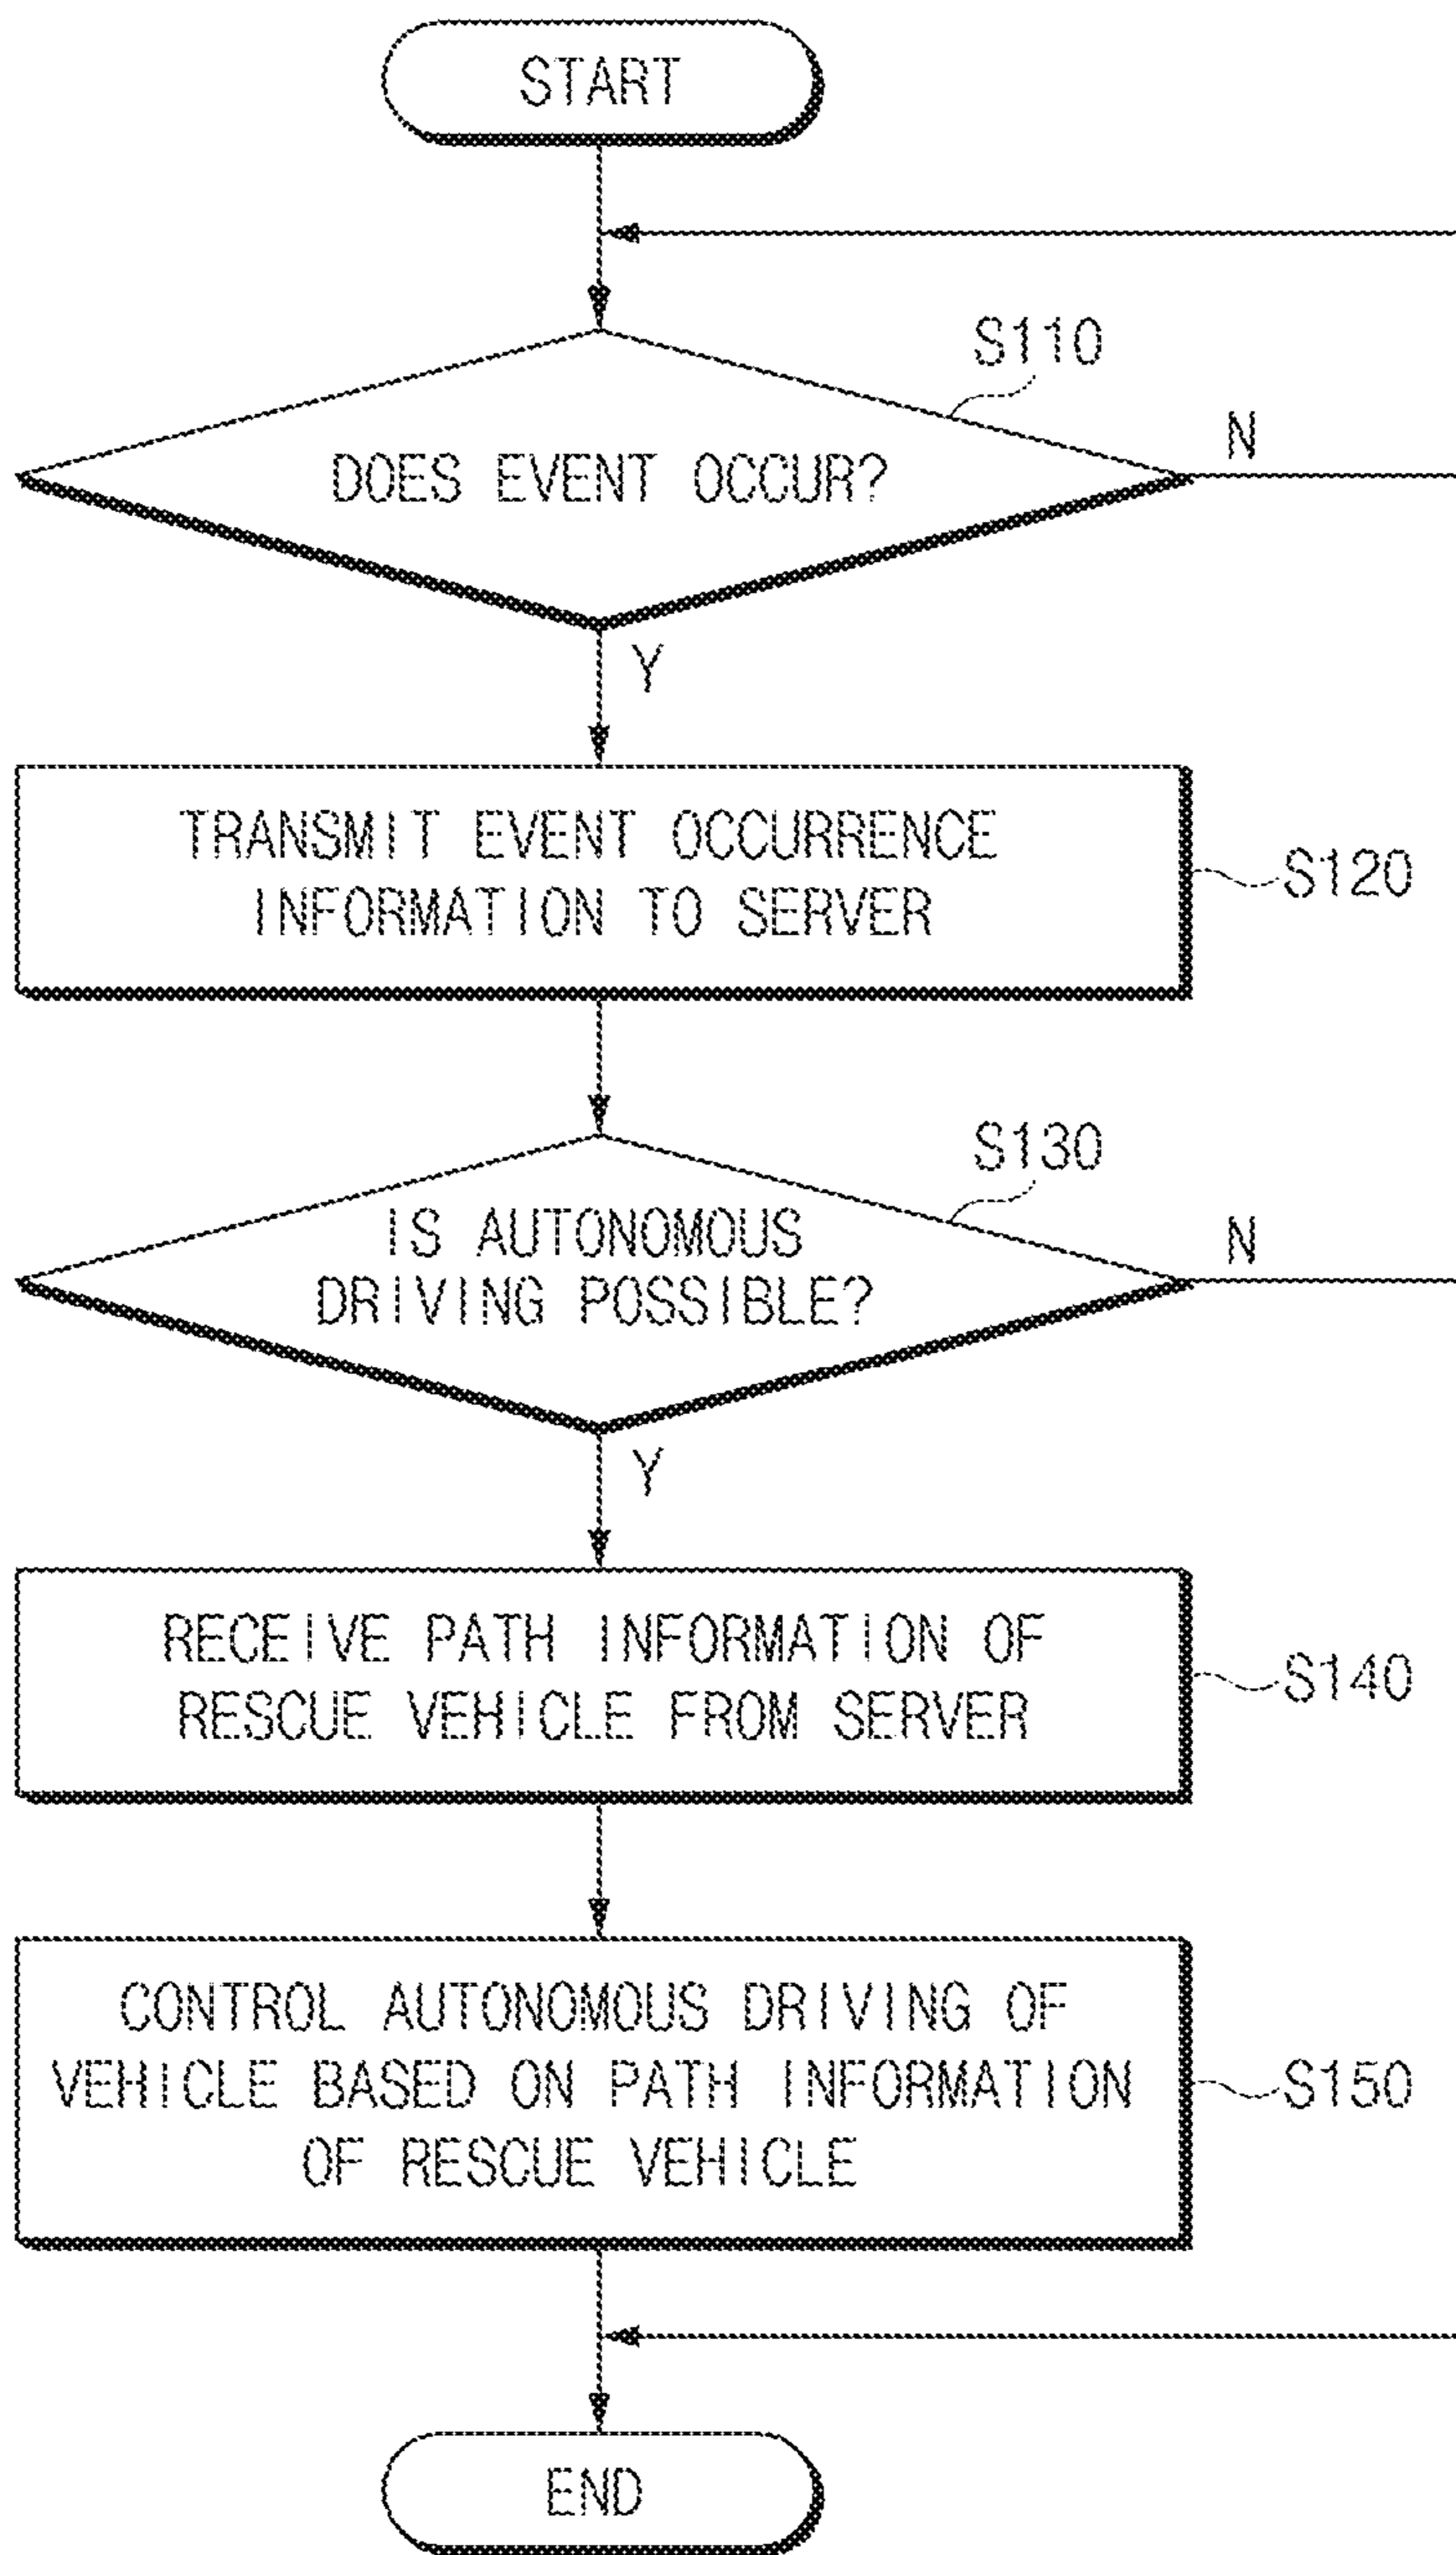 START
S110
DOES EVENT OCCUR?
N
Y
TRANSMIT EVENT OCCURRENCE
INFORMATION TO SERVER
S120
S130
IS AUTONOMOUS
DRIVING POSSIBLE?
N
Y
RECEIVE PATH INFORMATION OF
RESCUE VEHICLE FROM SERVER
S140
CONTROL AUTONOMOUS DRIVING OF
VEHICLE BASED ON PATH INFORMATION
OF RESCUE VEHICLE
S150
END